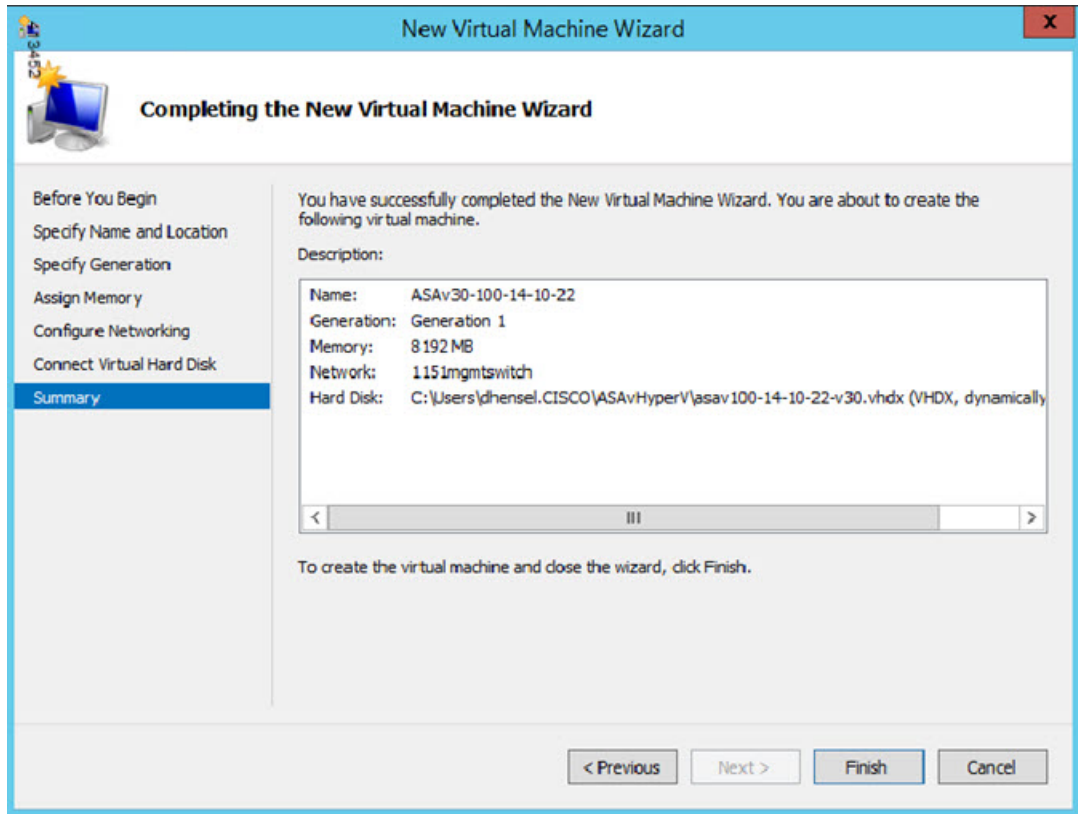 New Virtual Machine Wizard
X
413452
Completing the New Virtual Machine Wizard
Before You Begin
Specify Name and Location
Specify Generation
Assign Memory
Configure Networking
Connect Virtual Hard Disk
Summary
You have successfully completed the New Virtual Machine Wizard. You are about to create the
following virtual machine.
Description:
Name: ASAv30-100-14-10-22
Generation: Generation 1
Memory: 8192 MB
Network: 1151mgmtswitch
Hard Disk: C:\Users\dhensel.CISCO\ASAvHyperV\asav100-14-10-22-v30.vhdx (VHDX, dynamically
To create the virtual machine and close the wizard, click Finish.
< Previous
Next >
Finish
Cancel